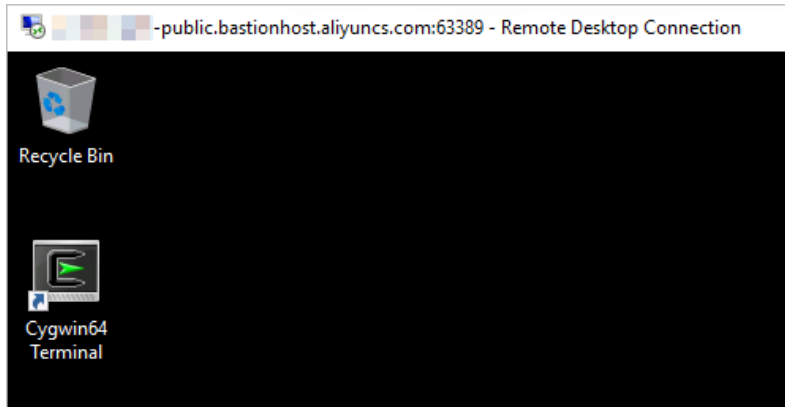 -public.bastionhost.aliyuncs.com:63389 - Remote Desktop Connection
Recycle Bin
Cygwin64
Terminal